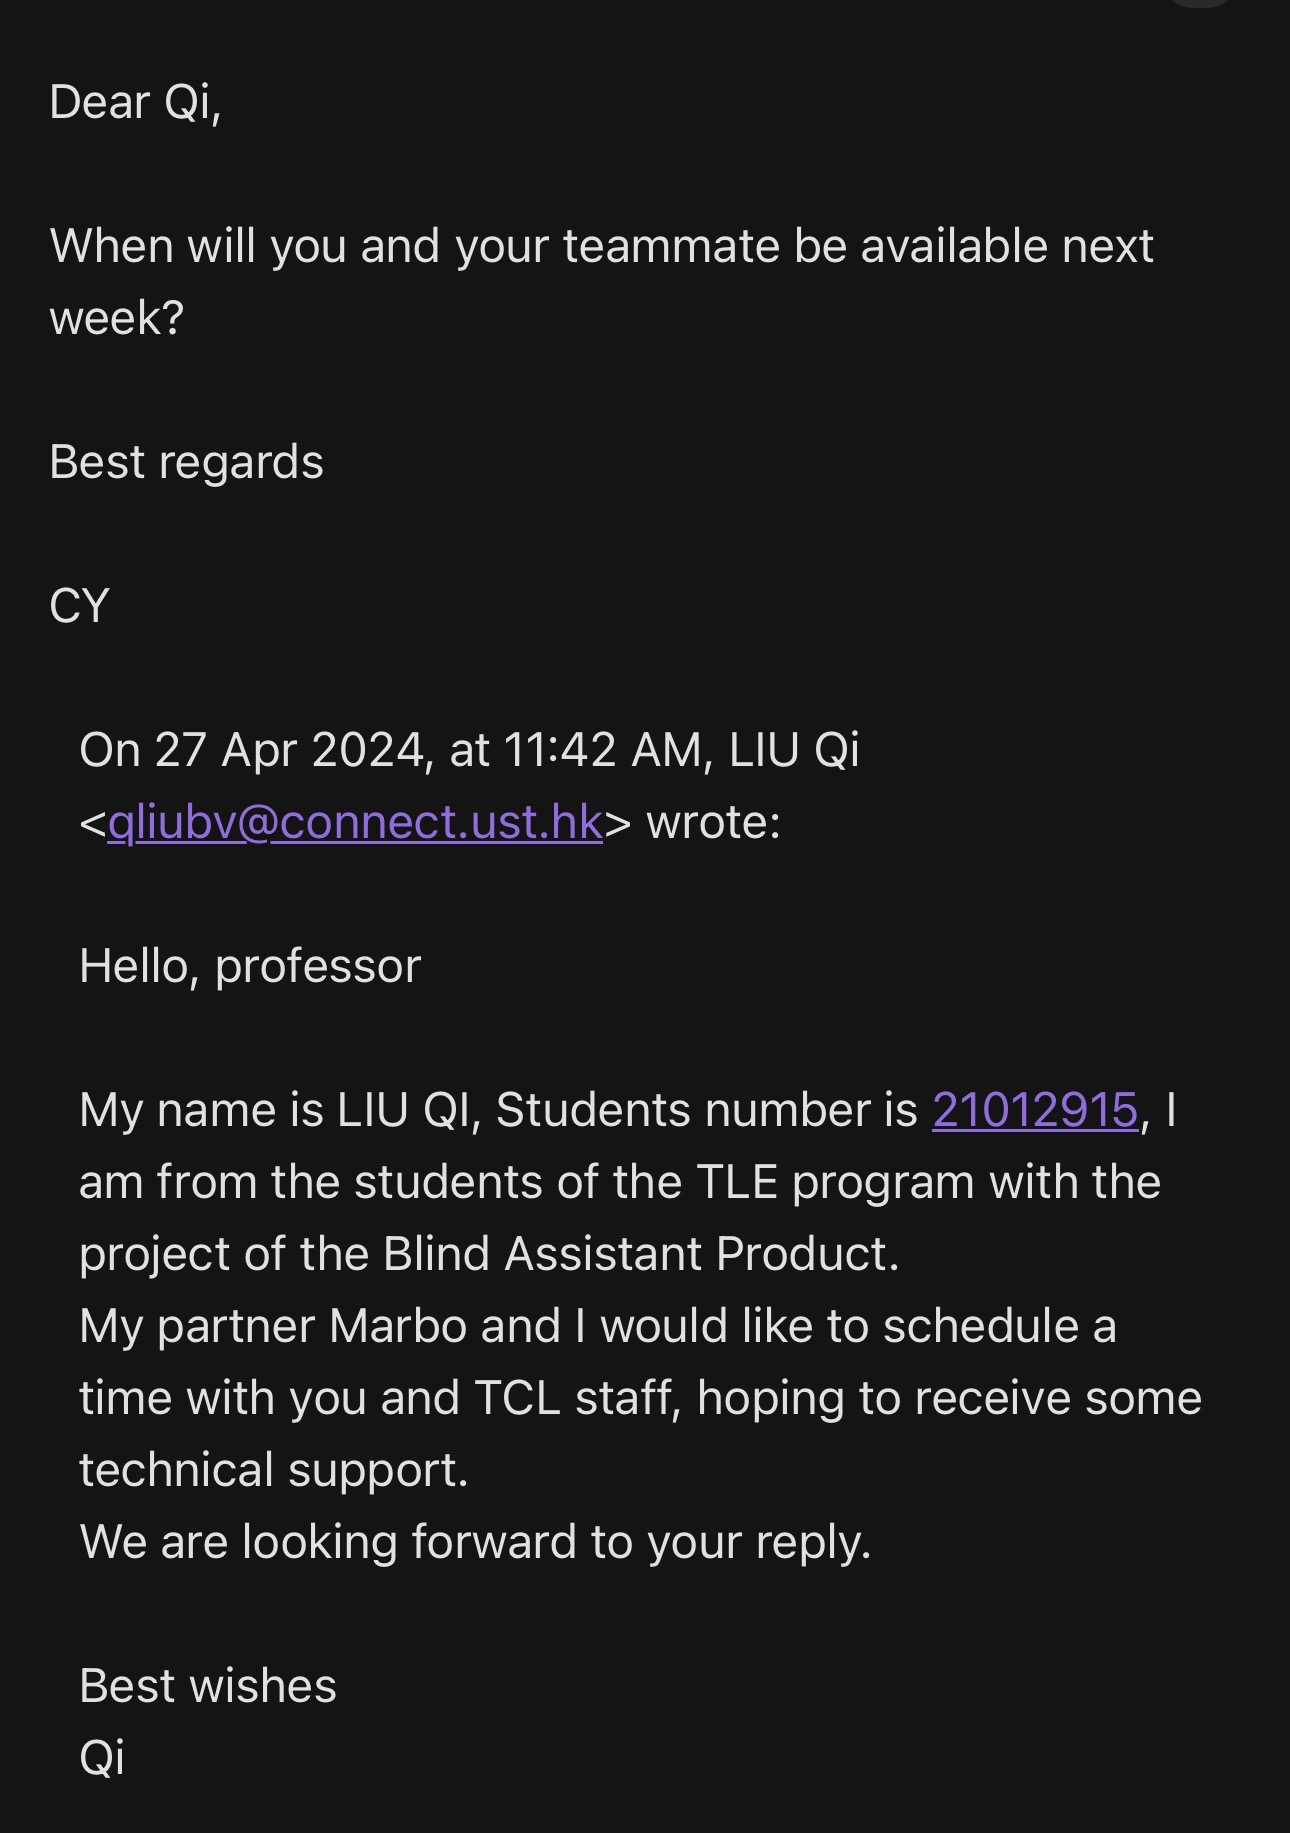 Dear Qi,
When will you and your teammate be available next
week?
Best regards
CY
On 27 Apr 2024, at 11:42 AM, LIU Qi
<qliubv@connect.ust.hk> wrote:
Hello, professor
My name is LIU QI, Students number is 21012915, I
am from the students of the TLE program with the
project of the Blind Assistant Product.
My partner Marbo and I would like to schedule a
time with you and TCL staff, hoping to receive some
technical support.
We are looking forward to your reply.
Best wishes
Qi